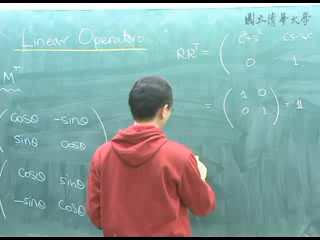 國立清華大學
Linear Operators
M^T
cosθ -sinθ
sinθ cosθ
cosθ sinθ
-sinθ cosθ
RR^T = ( c²+s² cs-sc
0 1
= ( 1 0
0 1 ) = 1